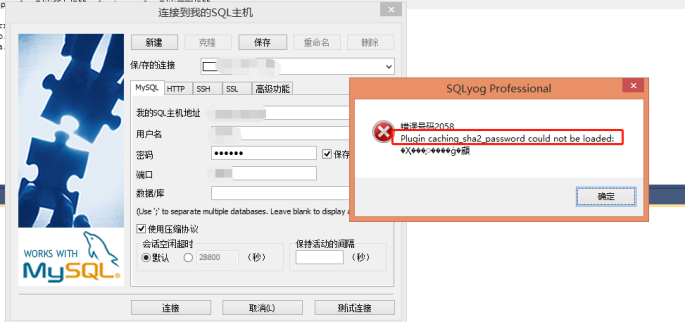 连接到我的SQL主机
新建
克隆
保存
重命名
删除
保/存的连接
MySQL
HTTP
SSH
SSL
高级功能
我的SQL主机地址
用户名
密码
●●●●●●
保存
端口
数据/库
(Use ';' to separate multiple databases. Leave blank to display a
使用压缩协议
会话空闲超时
默认
28800
(秒)
保持活动的间隔
(秒)
连接
取消(L)
测试连接
WORKS WITH
MySQL
SQLyog Professional
错误号码2058
Plugin caching_sha2_password could not be loaded:
确定